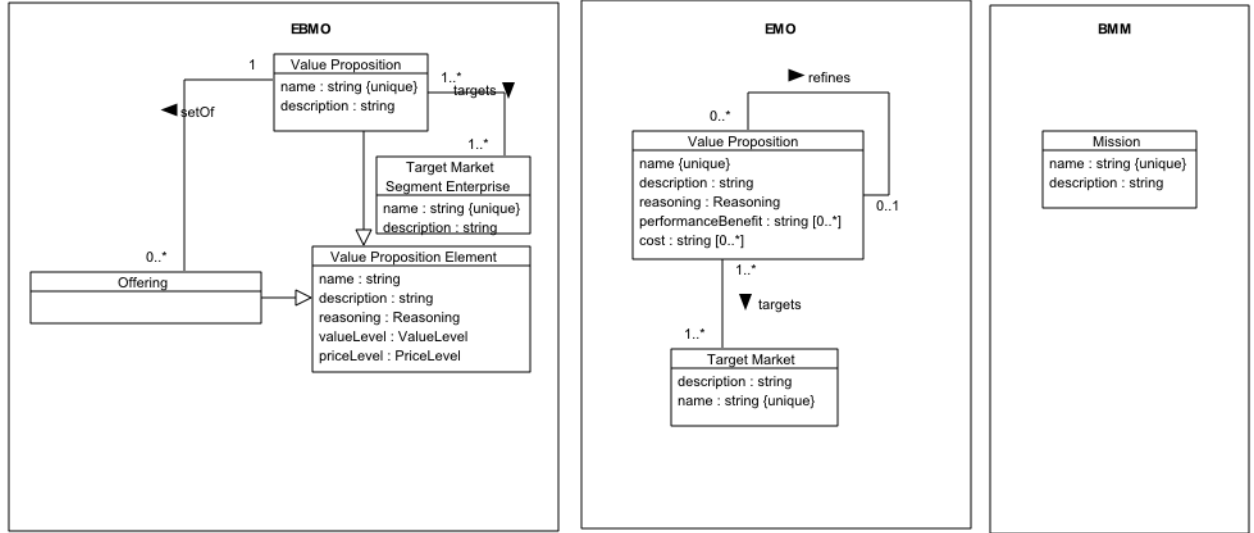 EBMO
1
Value Proposition
name : string {unique}
description : string
1..*
targets
setOf
1..*
Target Market
Segment Enterprise
name : string {unique}
description : string
0..*
Offering
Value Proposition Element
name : string
description : string
reasoning : Reasoning
valueLevel : ValueLevel
priceLevel : PriceLevel
EMO
refines
0..*
Value Proposition
name {unique}
description : string
reasoning : Reasoning
performanceBenefit : string [0..*]
cost : string [0..*]
0..1
1..*
targets
1..*
Target Market
description : string
name : string {unique}
BMM
Mission
name : string {unique}
description : string